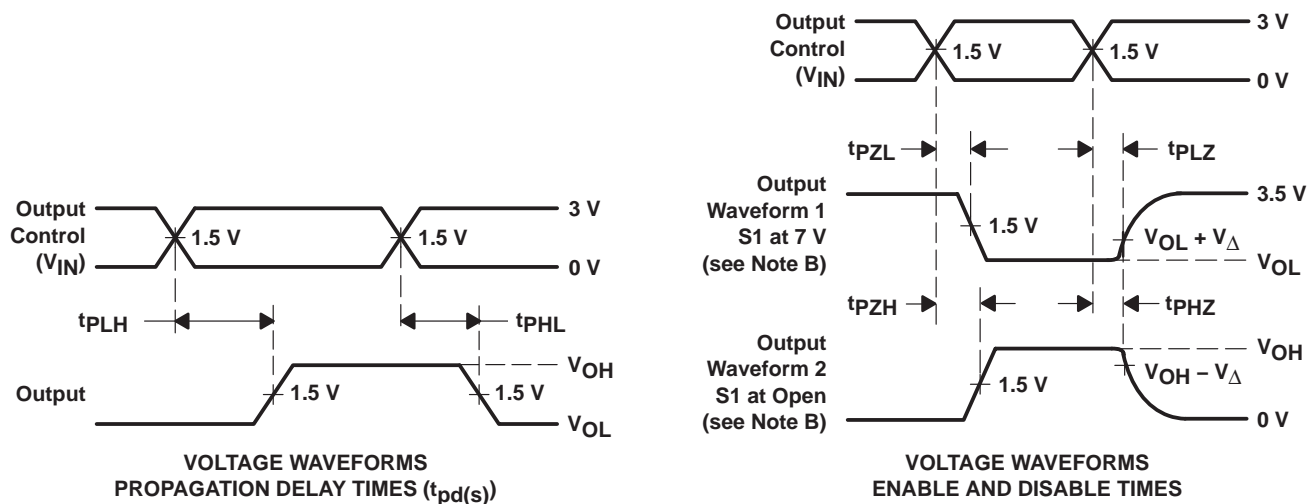 Output
Control
(VIN)
3 V
1.5 V
1.5 V
0 V
tPLH
tPHL
Output
VOH
1.5 V
1.5 V
VOL
VOLTAGE WAVEFORMS
PROPAGATION DELAY TIMES (tpd(s))
Output
Control
(VIN)
3 V
1.5 V
1.5 V
0 V
tPZL
tPLZ
Output
Waveform 1
S1 at 7 V
(see Note B)
3.5 V
1.5 V
VOL + VΔ
VOL
tPZH
tPHZ
Output
Waveform 2
S1 at Open
(see Note B)
VOH
1.5 V
VOH − VΔ
0 V
VOLTAGE WAVEFORMS
ENABLE AND DISABLE TIMES